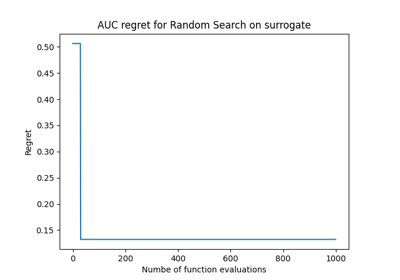 AUC regret for Random Search on surrogate
0.50
0.45
0.40
0.35
0.30
0.25
0.20
0.15
Regret
0 200 400 600 800 1000
Numbe of function evaluations